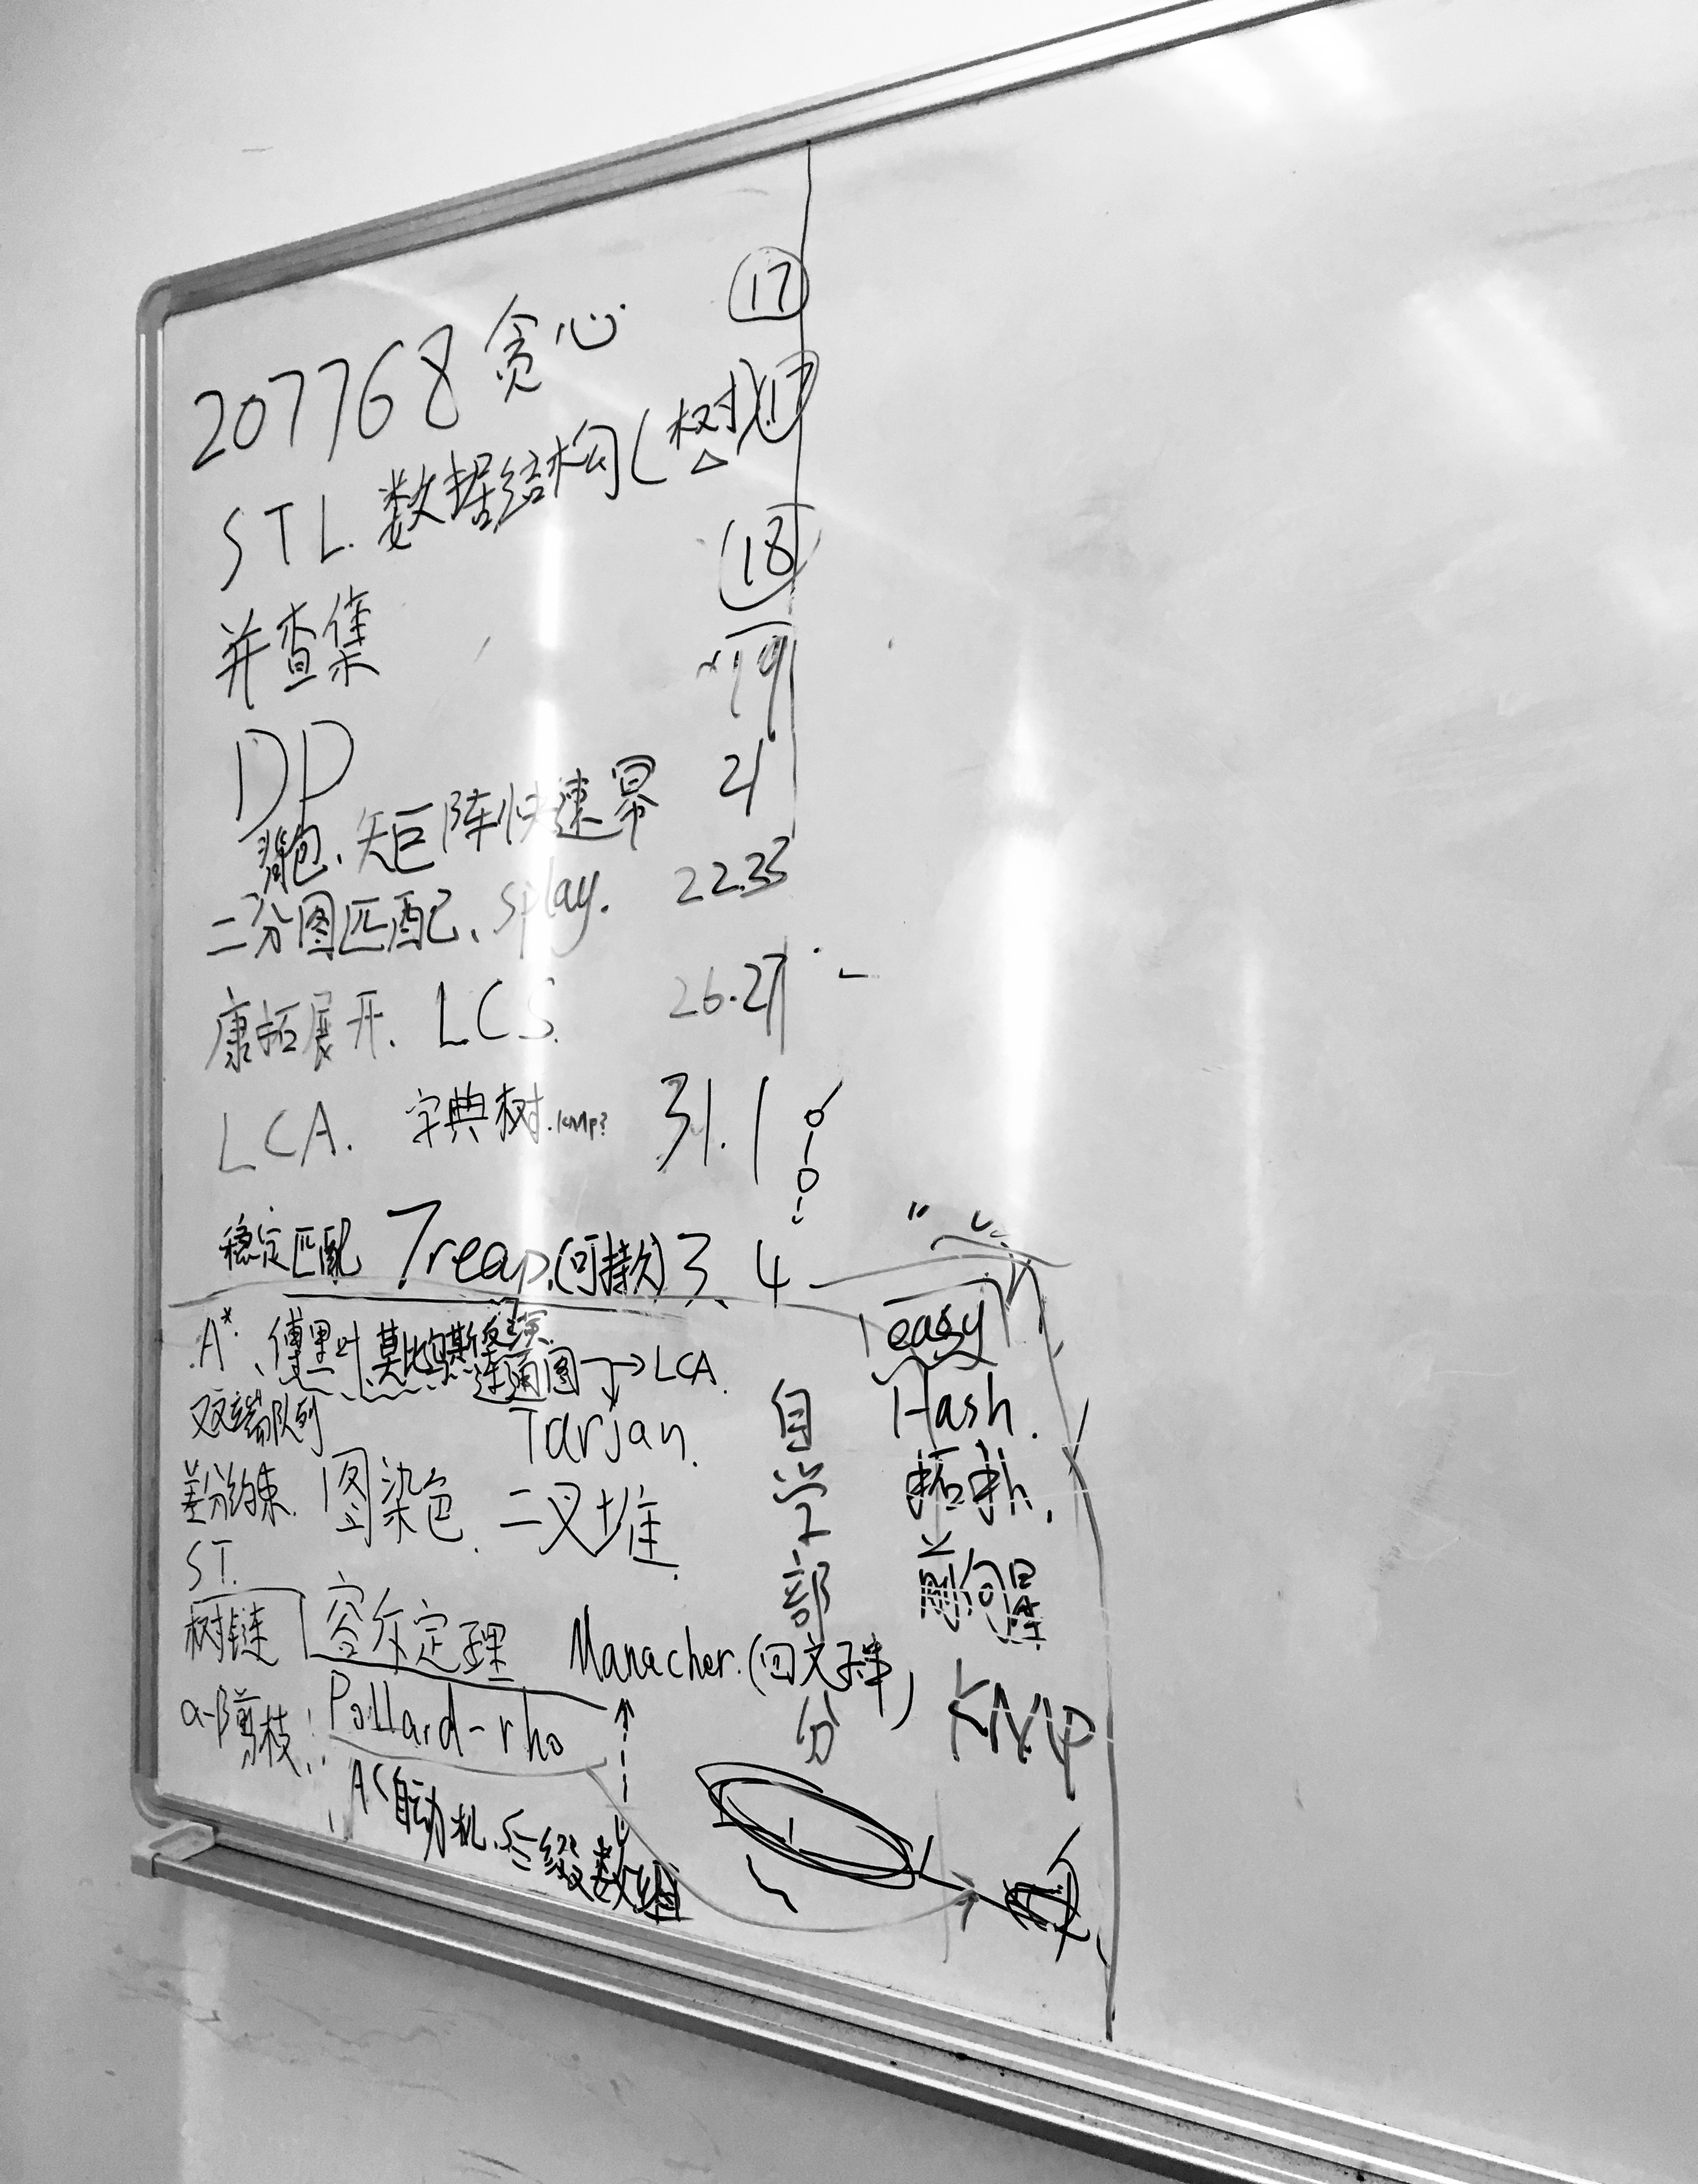 207768 贪心 17
STL. 数据结构(树) 17
并查集 18
19
DP 21
背包、矩阵快速幂
二分图匹配、splay. 22.23
康拓展开. LCS. 26.27
LCA. 字典树. KMP? 31.1
稳定匹配 Treap.(可持久) 3、4
A*、傅里叶 莫比乌斯反演
连通图→LCA.
双端队列 Tarjan.
差分约束. 图染色. 二叉堆.
ST.
树链 容斥定理 Manacher.(回文子串)
α-β剪枝 Pollard-rho
AC自动机、后缀数组
自学部分
easy
Hash.
拓扑.
前向星
KMP